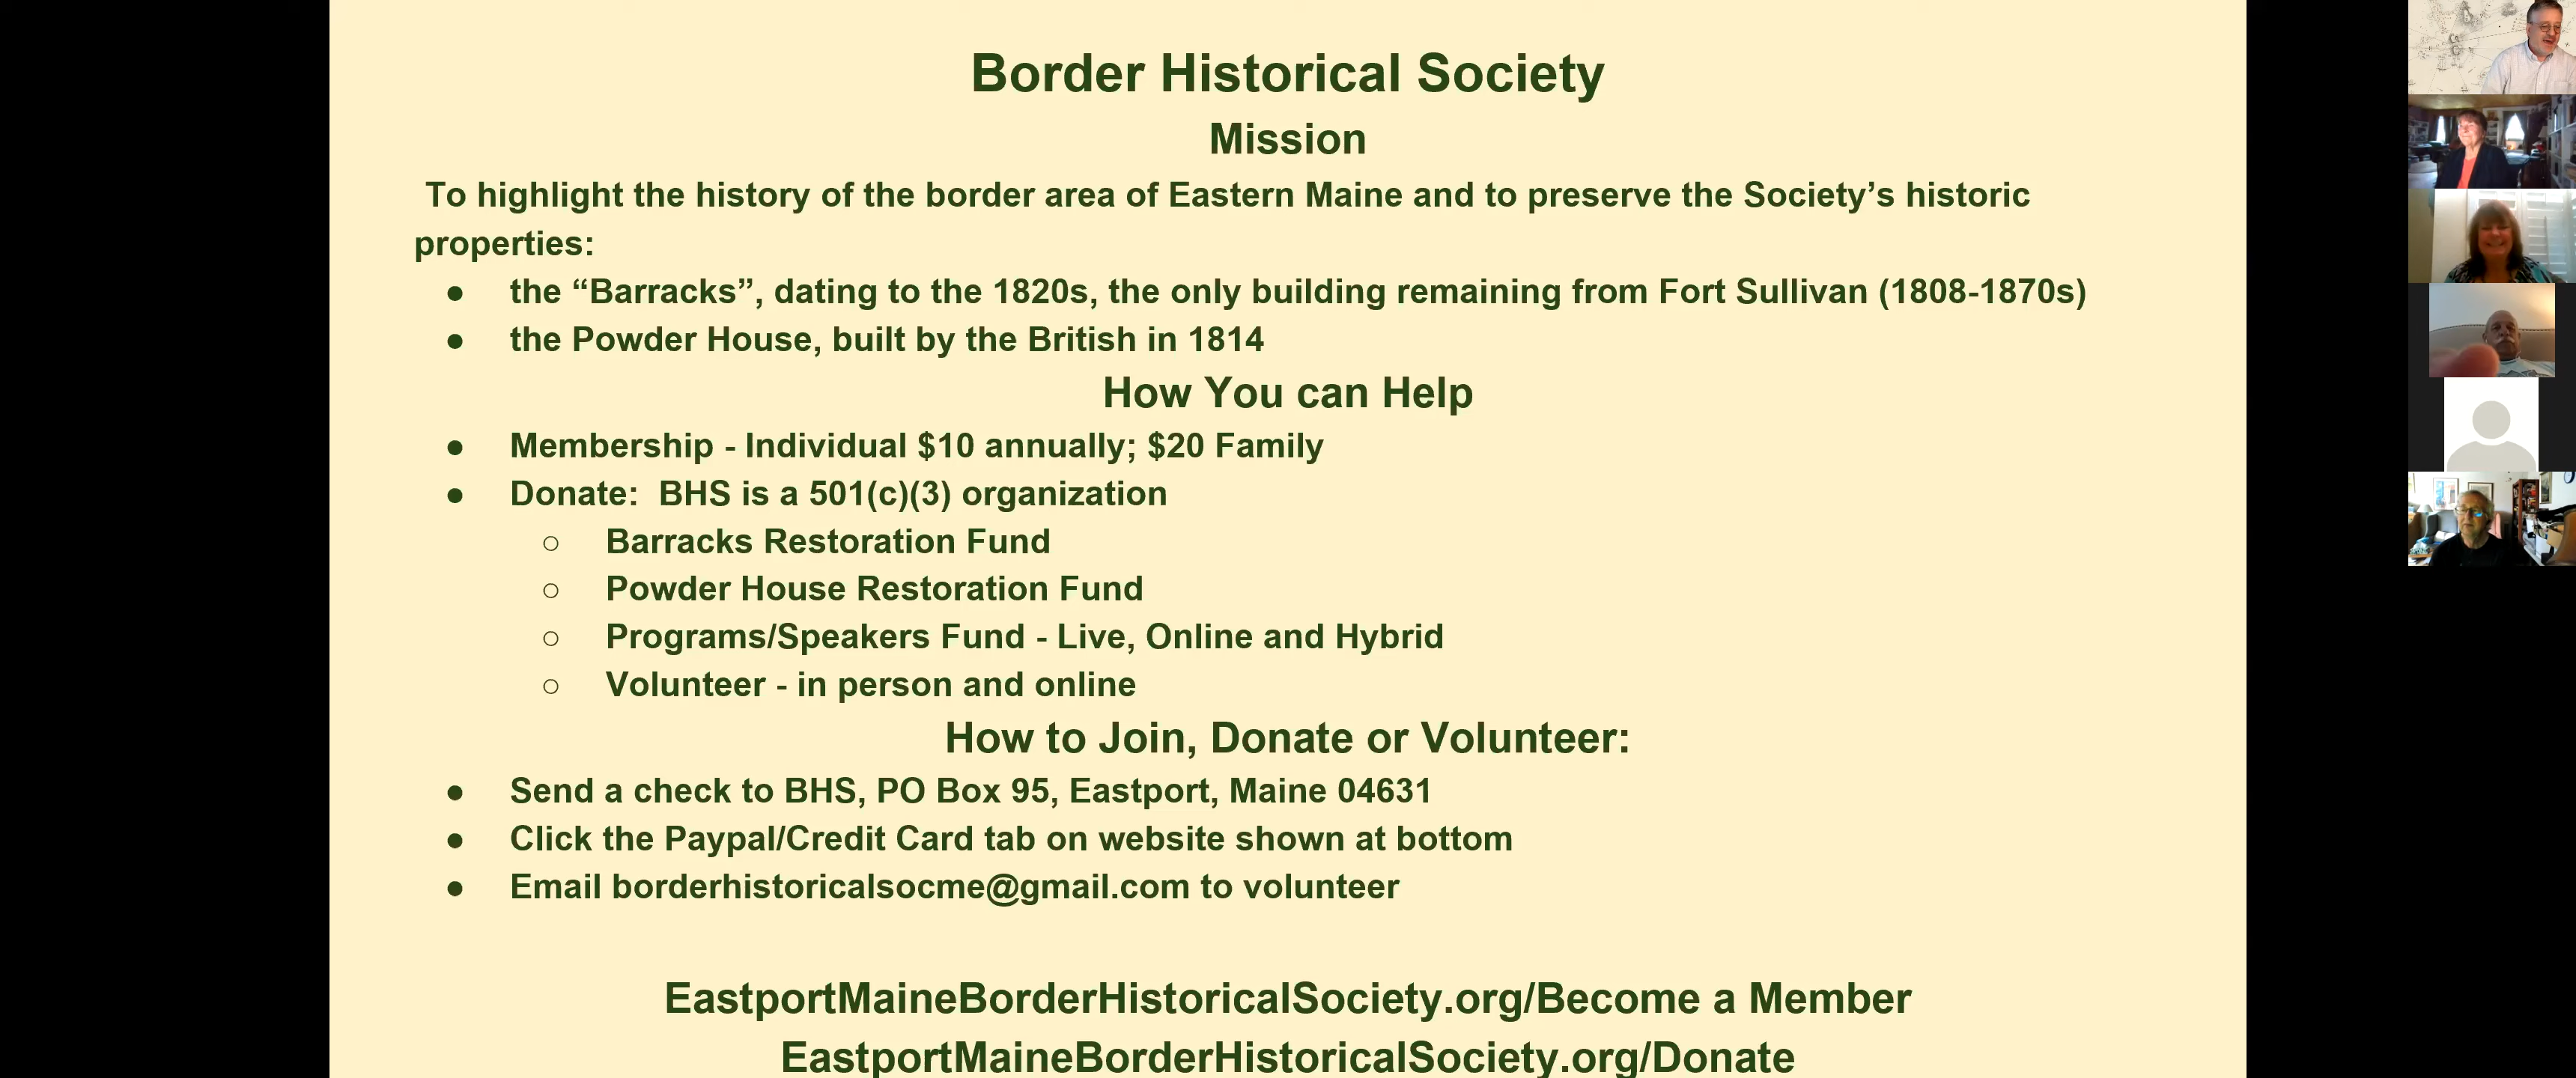 Border Historical Society
Mission
To highlight the history of the border area of Eastern Maine and to preserve the Society’s historic
properties:
● the “Barracks”, dating to the 1820s, the only building remaining from Fort Sullivan (1808-1870s)
● the Powder House, built by the British in 1814
How You can Help
● Membership - Individual $10 annually; $20 Family
● Donate: BHS is a 501(c)(3) organization
○ Barracks Restoration Fund
○ Powder House Restoration Fund
○ Programs/Speakers Fund - Live, Online and Hybrid
○ Volunteer - in person and online
How to Join, Donate or Volunteer:
● Send a check to BHS, PO Box 95, Eastport, Maine 04631
● Click the Paypal/Credit Card tab on website shown at bottom
● Email borderhistoricalsocme@gmail.com to volunteer
EastportMaineBorderHistoricalSociety.org/Become a Member
EastportMaineBorderHistoricalSociety.org/Donate